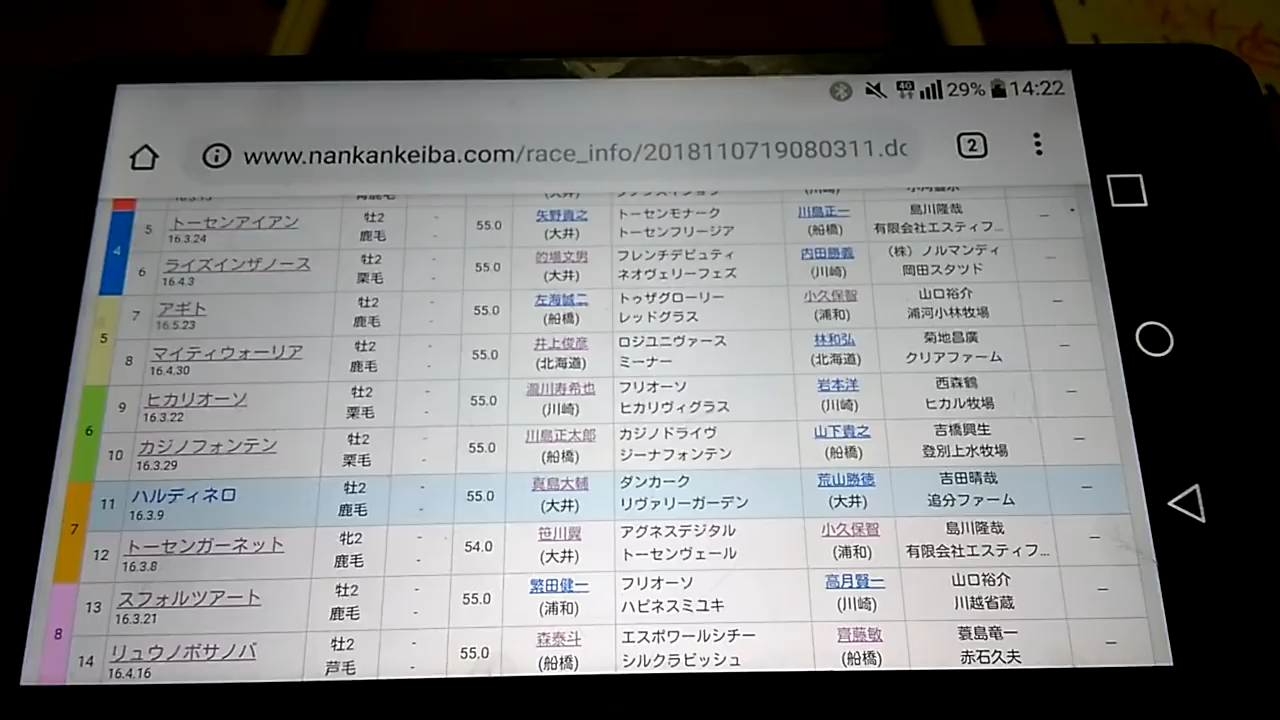 29% 14:22
www.nankankeiba.com/race_info/2018110719080311.dc
2
4
5 トーセンアイアン 牡2 - 55.0 矢野貴之 トーセンモナーク 川島正一 島川隆哉 —
16.3.24 鹿毛 - (大井) トーセンフリージア (船橋) 有限会社エスティフ...
6 ライズインザノース 牡2 - 55.0 的場文男 フレンチデピュティ 内田勝義 (株)ノルマンディ —
16.4.3 栗毛 - (大井) ネオヴェリーフェズ (川崎) 岡田スタツド
5
7 アギト 牡2 - 55.0 左海誠二 トゥザグローリー 小久保智 山口裕介 —
16.5.23 鹿毛 - (船橋) レッドグラス (浦和) 浦河小林牧場
8 マイティウォーリア 牡2 - 55.0 井上俊彦 ロジユニヴァース 林和弘 菊地昌廣 —
16.4.30 鹿毛 - (北海道) ミーナー (北海道) クリアファーム
6
9 ヒカリオーソ 牡2 - 55.0 瀧川寿希也 フリオーソ 岩本洋 西森鶴 —
16.3.22 栗毛 - (川崎) ヒカリヴィグラス (川崎) ヒカル牧場
10 カジノフォンテン 牡2 - 55.0 川島正太郎 カジノドライヴ 山下貴之 吉橋興生 —
16.3.29 栗毛 - (船橋) ジーナフォンテン (船橋) 登別上水牧場
7
11 ハルディネロ 牡2 - 55.0 真島大輔 ダンカーク 荒山勝徳 吉田晴哉 —
16.3.9 鹿毛 - (大井) リヴァリーガーデン (大井) 追分ファーム
12 トーセンガーネット 牝2 - 54.0 笹川翼 アグネスデジタル 小久保智 島川隆哉 —
16.3.8 鹿毛 - (大井) トーセンヴェール (浦和) 有限会社エスティフ...
8
13 スフォルツアート 牡2 - 55.0 繁田健一 フリオーソ 高月賢一 山口裕介 —
16.3.21 鹿毛 - (浦和) ハピネスミユキ (川崎) 川越省蔵
14 リュウノボサノバ 牡2 - 55.0 森泰斗 エスポワールシチー 齊藤敏 蓑島竜一 —
16.4.16 芦毛 - (船橋) シルクラビッシュ (船橋) 赤石久夫